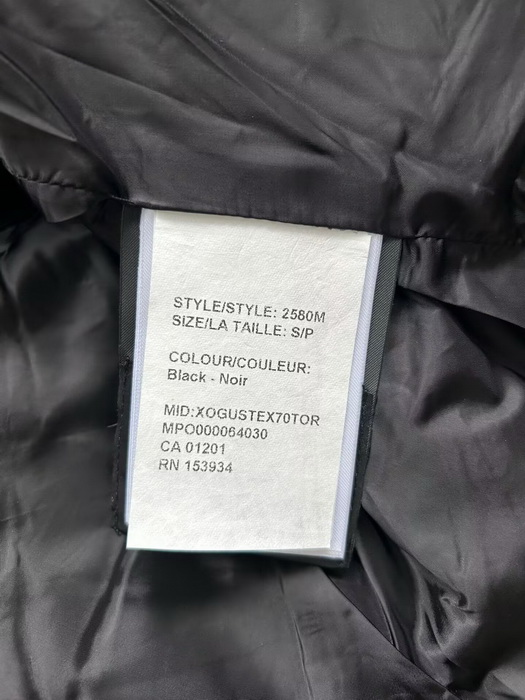 STYLE/STYLE: 2580M
SIZE/LA TAILLE: S/P
COLOUR/COULEUR:
Black - Noir
MID:XOGUSTEX70TOR
MPO000064030
CA 01201
RN 153934